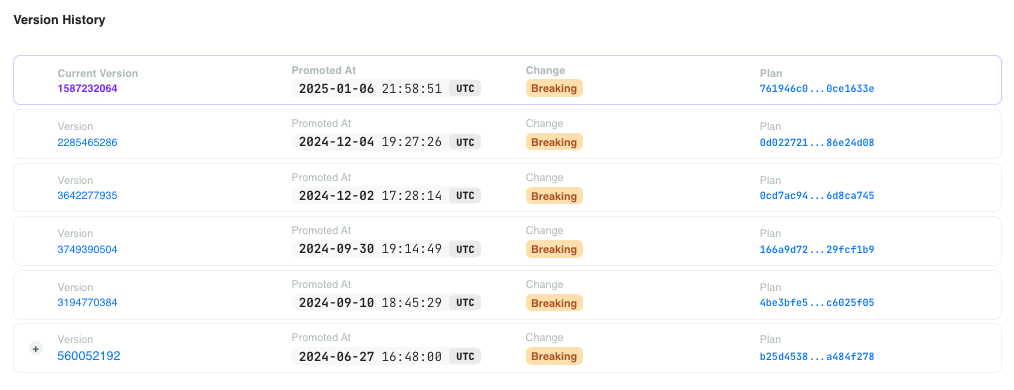 Version History
Current Version Promoted At Change Plan
1587232064 2025-01-06 21:58:51 UTC Breaking 761946c0...0ce1633e
Version Promoted At Change Plan
2285465286 2024-12-04 19:27:26 UTC Breaking 0d022721...86e24d08
Version Promoted At Change Plan
3642277935 2024-12-02 17:28:14 UTC Breaking 0cd7ac94...6d8ca745
Version Promoted At Change Plan
3749390504 2024-09-30 19:14:49 UTC Breaking 166a9d72...29fcf1b9
Version Promoted At Change Plan
3194770384 2024-09-10 18:45:29 UTC Breaking 4be3bfe5...c6025f05
Version Promoted At Change Plan
+ 560052192 2024-06-27 16:48:00 UTC Breaking b25d4538...a484f278